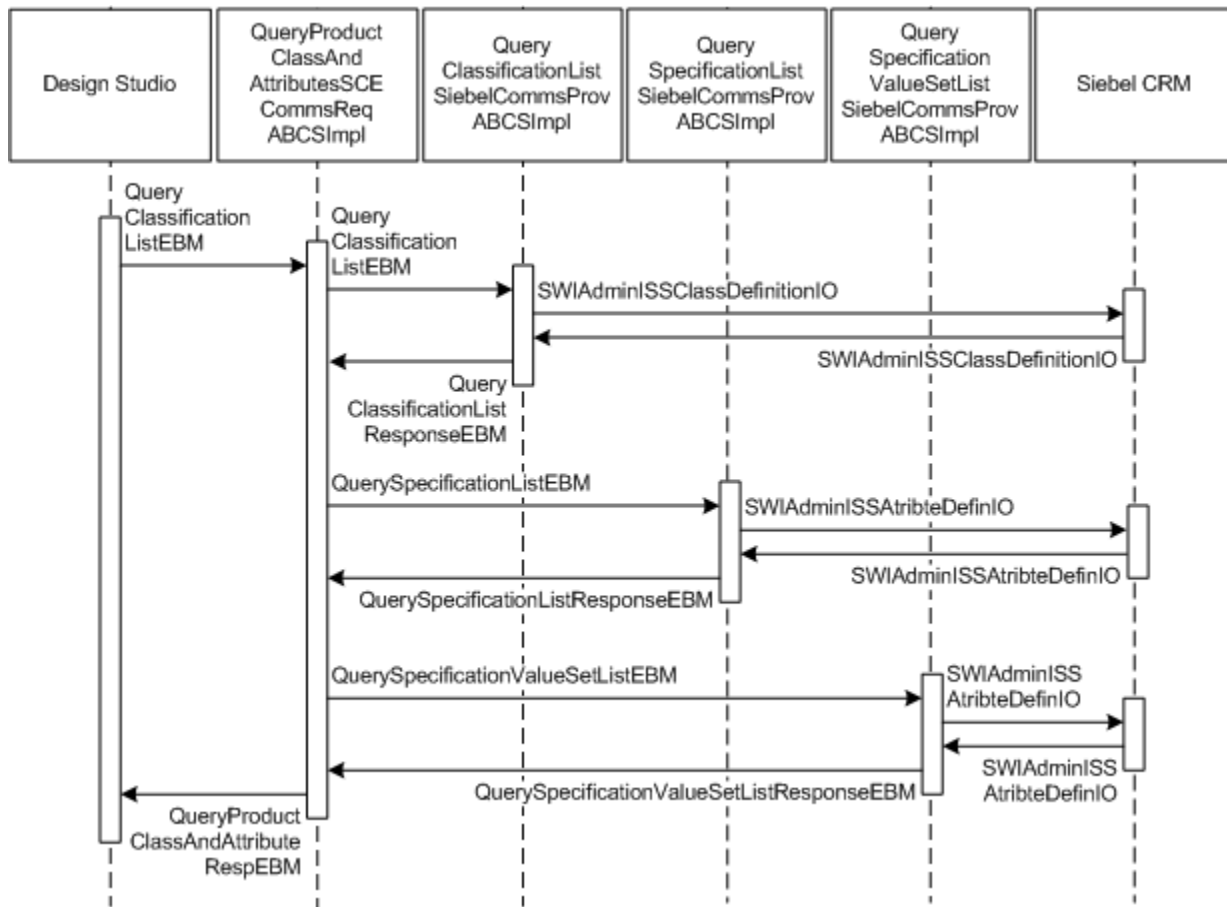 Design Studio
QueryProduct
ClassAnd
AttributesSCE
CommsReq
ABCSImpl
Query
ClassificationList
SiebelCommsProv
ABCSImpl
Query
SpecificationList
SiebelCommsProv
ABCSImpl
Query
Specification
ValueSetList
SiebelCommsProv
ABCSImpl
Siebel CRM
Query
Classification
ListEBM
Query
Classification
ListEBM
SWIAdminISSClassDefinitionIO
SWIAdminISSClassDefinitionIO
Query
ClassificationList
ResponseEBM
QuerySpecificationListEBM
SWIAdminISSAtribteDefinIO
SWIAdminISSAtribteDefinIO
QuerySpecificationListResponseEBM
QuerySpecificationValueSetListEBM
SWIAdminISS
AtribteDefinIO
SWIAdminISS
AtribteDefinIO
QuerySpecificationValueSetListResponseEBM
QueryProduct
ClassAndAttribute
RespEBM